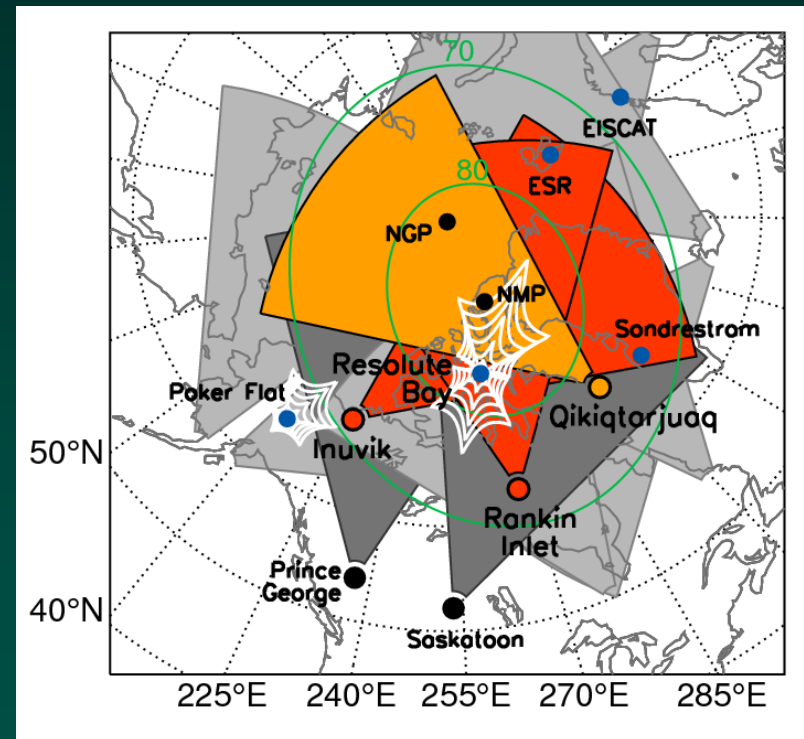 70
EISCAT
ESR
80
NGP
NMP
Sondrestrom
Resolute
Bay
Poker Flat
Qikiqtarjuaq
Inuvik
50°N
Rankin
Inlet
Prince
George
40°N
Saskatoon
225°E 240°E 255°E 270°E 285°E